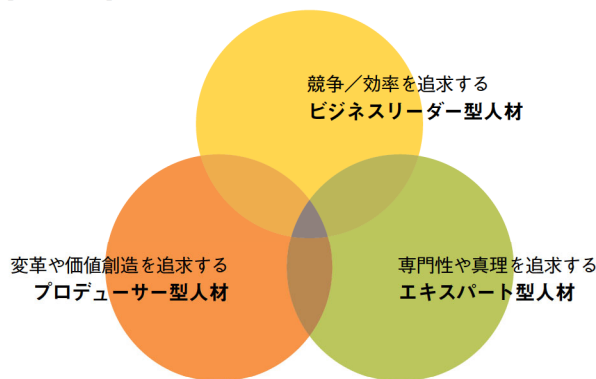 競争／効率を追求する
ビジネスリーダー型人材
変革や価値創造を追求する
プロデューサー型人材
専門性や真理を追求する
エキスパート型人材